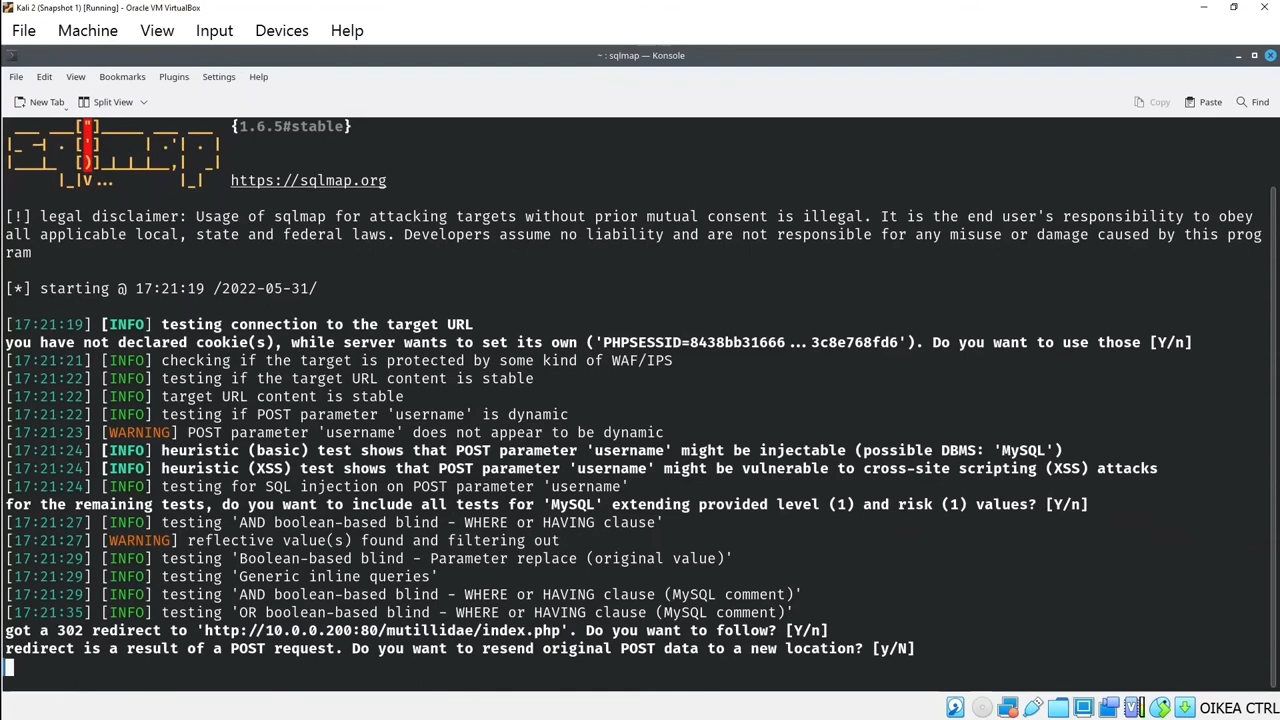 Kali 2 (Snapshot 1) [Running] - Oracle VM VirtualBox
File Machine View Input Devices Help
~ : sqlmap — Konsole
File Edit View Bookmarks Plugins Settings Help
New Tab Split View Copy Paste Find
{1.6.5#stable}
https://sqlmap.org
[!] legal disclaimer: Usage of sqlmap for attacking targets without prior mutual consent is illegal. It is the end user's responsibility to obey
all applicable local, state and federal laws. Developers assume no liability and are not responsible for any misuse or damage caused by this prog
ram
[*] starting @ 17:21:19 /2022-05-31/
[17:21:19] [INFO] testing connection to the target URL
you have not declared cookie(s), while server wants to set its own ('PHPSESSID=8438bb31666...3c8e768fd6'). Do you want to use those [Y/n]
[17:21:21] [INFO] checking if the target is protected by some kind of WAF/IPS
[17:21:22] [INFO] testing if the target URL content is stable
[17:21:22] [INFO] target URL content is stable
[17:21:22] [INFO] testing if POST parameter 'username' is dynamic
[17:21:23] [WARNING] POST parameter 'username' does not appear to be dynamic
[17:21:24] [INFO] heuristic (basic) test shows that POST parameter 'username' might be injectable (possible DBMS: 'MySQL')
[17:21:24] [INFO] heuristic (XSS) test shows that POST parameter 'username' might be vulnerable to cross-site scripting (XSS) attacks
[17:21:24] [INFO] testing for SQL injection on POST parameter 'username'
for the remaining tests, do you want to include all tests for 'MySQL' extending provided level (1) and risk (1) values? [Y/n]
[17:21:27] [INFO] testing 'AND boolean-based blind - WHERE or HAVING clause'
[17:21:27] [WARNING] reflective value(s) found and filtering out
[17:21:29] [INFO] testing 'Boolean-based blind - Parameter replace (original value)'
[17:21:29] [INFO] testing 'Generic inline queries'
[17:21:29] [INFO] testing 'AND boolean-based blind - WHERE or HAVING clause (MySQL comment)'
[17:21:35] [INFO] testing 'OR boolean-based blind - WHERE or HAVING clause (MySQL comment)'
got a 302 redirect to 'http://10.0.0.200:80/mutillidae/index.php'. Do you want to follow? [Y/n]
redirect is a result of a POST request. Do you want to resend original POST data to a new location? [y/N]
OIKEA CTRL